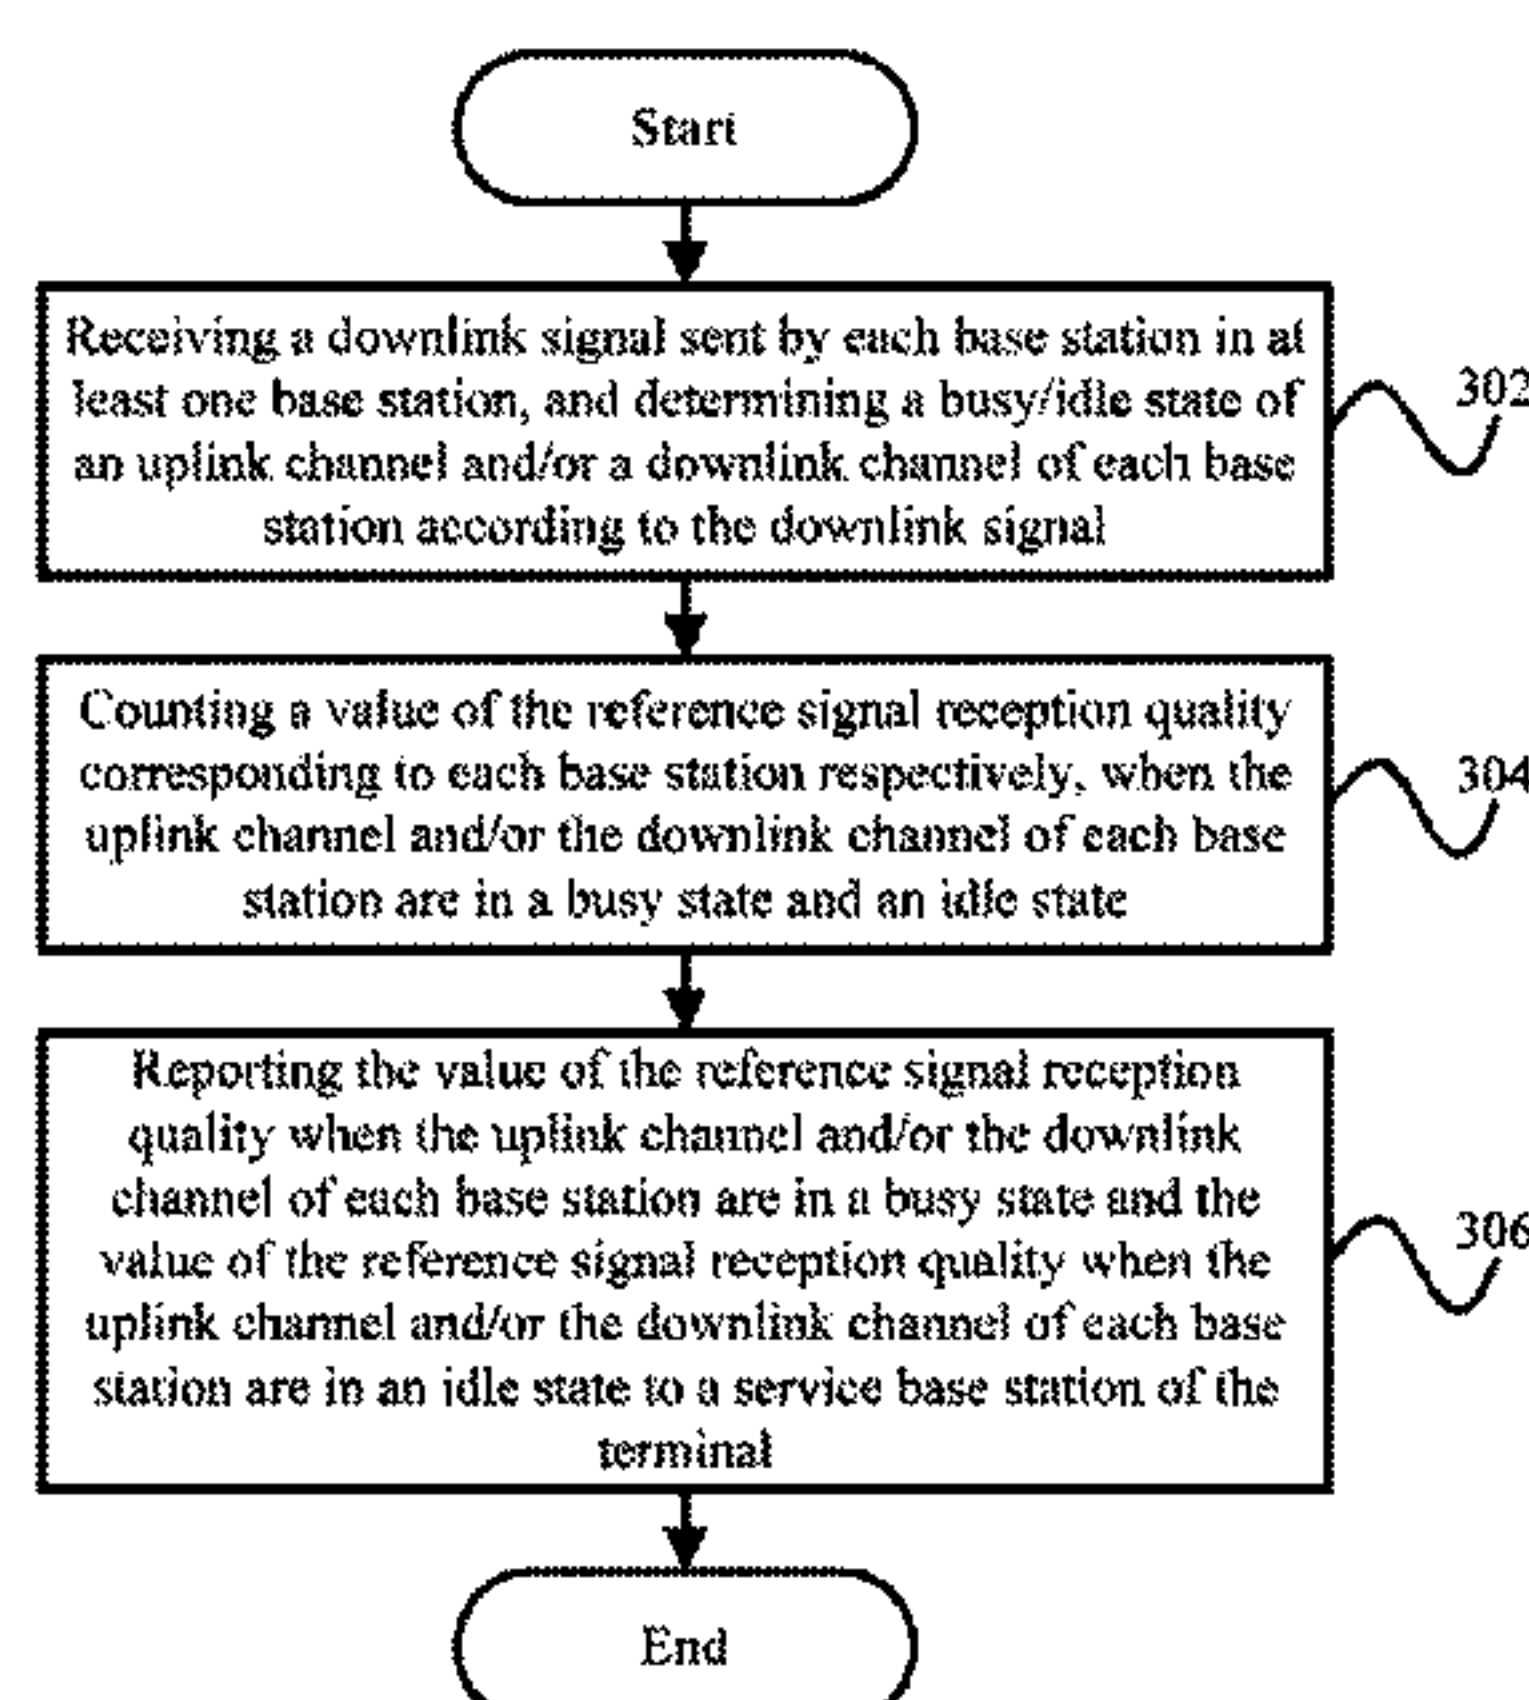 Start
Receiving a downlink signal sent by each base station in at
least one base station, and determining a busy/idle state of
an uplink channel and/or a downlink channel of each base
station according to the downlink signal
302
Counting a value of the reference signal reception quality
corresponding to each base station respectively, when the
uplink channel and/or the downlink channel of each base
station are in a busy state and an idle state
304
Reporting the value of the reference signal reception
quality when the uplink channel and/or the downlink
channel of each base station are in a busy state and the
value of the reference signal reception quality when the
uplink channel and/or the downlink channel of each base
station are in an idle state to a service base station of the
terminal
306
End